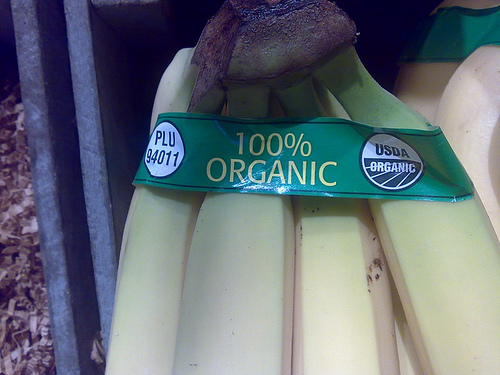 PLU
94011
100%
ORGANIC
USDA
ORGANIC